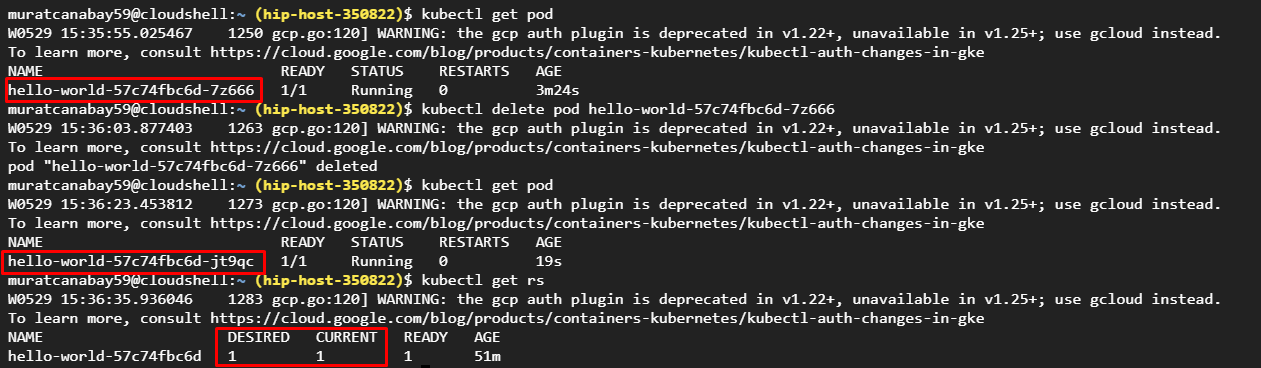 muratcanabay59@cloudshell:~ (hip-host-350822)$ kubectl get pod
W0529 15:35:55.025467    1250 gcp.go:120] WARNING: the gcp auth plugin is deprecated in v1.22+, unavailable in v1.25+; use gcloud instead.
To learn more, consult https://cloud.google.com/blog/products/containers-kubernetes/kubectl-auth-changes-in-gke
NAME                           READY   STATUS    RESTARTS   AGE
hello-world-57c74fbc6d-7z666   1/1     Running   0          3m24s
muratcanabay59@cloudshell:~ (hip-host-350822)$ kubectl delete pod hello-world-57c74fbc6d-7z666
W0529 15:36:03.877403    1263 gcp.go:120] WARNING: the gcp auth plugin is deprecated in v1.22+, unavailable in v1.25+; use gcloud instead.
To learn more, consult https://cloud.google.com/blog/products/containers-kubernetes/kubectl-auth-changes-in-gke
pod "hello-world-57c74fbc6d-7z666" deleted
muratcanabay59@cloudshell:~ (hip-host-350822)$ kubectl get pod
W0529 15:36:23.453812    1273 gcp.go:120] WARNING: the gcp auth plugin is deprecated in v1.22+, unavailable in v1.25+; use gcloud instead.
To learn more, consult https://cloud.google.com/blog/products/containers-kubernetes/kubectl-auth-changes-in-gke
NAME                           READY   STATUS    RESTARTS   AGE
hello-world-57c74fbc6d-jt9qc   1/1     Running   0          19s
muratcanabay59@cloudshell:~ (hip-host-350822)$ kubectl get rs
W0529 15:36:35.936046    1283 gcp.go:120] WARNING: the gcp auth plugin is deprecated in v1.22+, unavailable in v1.25+; use gcloud instead.
To learn more, consult https://cloud.google.com/blog/products/containers-kubernetes/kubectl-auth-changes-in-gke
NAME                     DESIRED   CURRENT   READY   AGE
hello-world-57c74fbc6d   1         1         1       51m